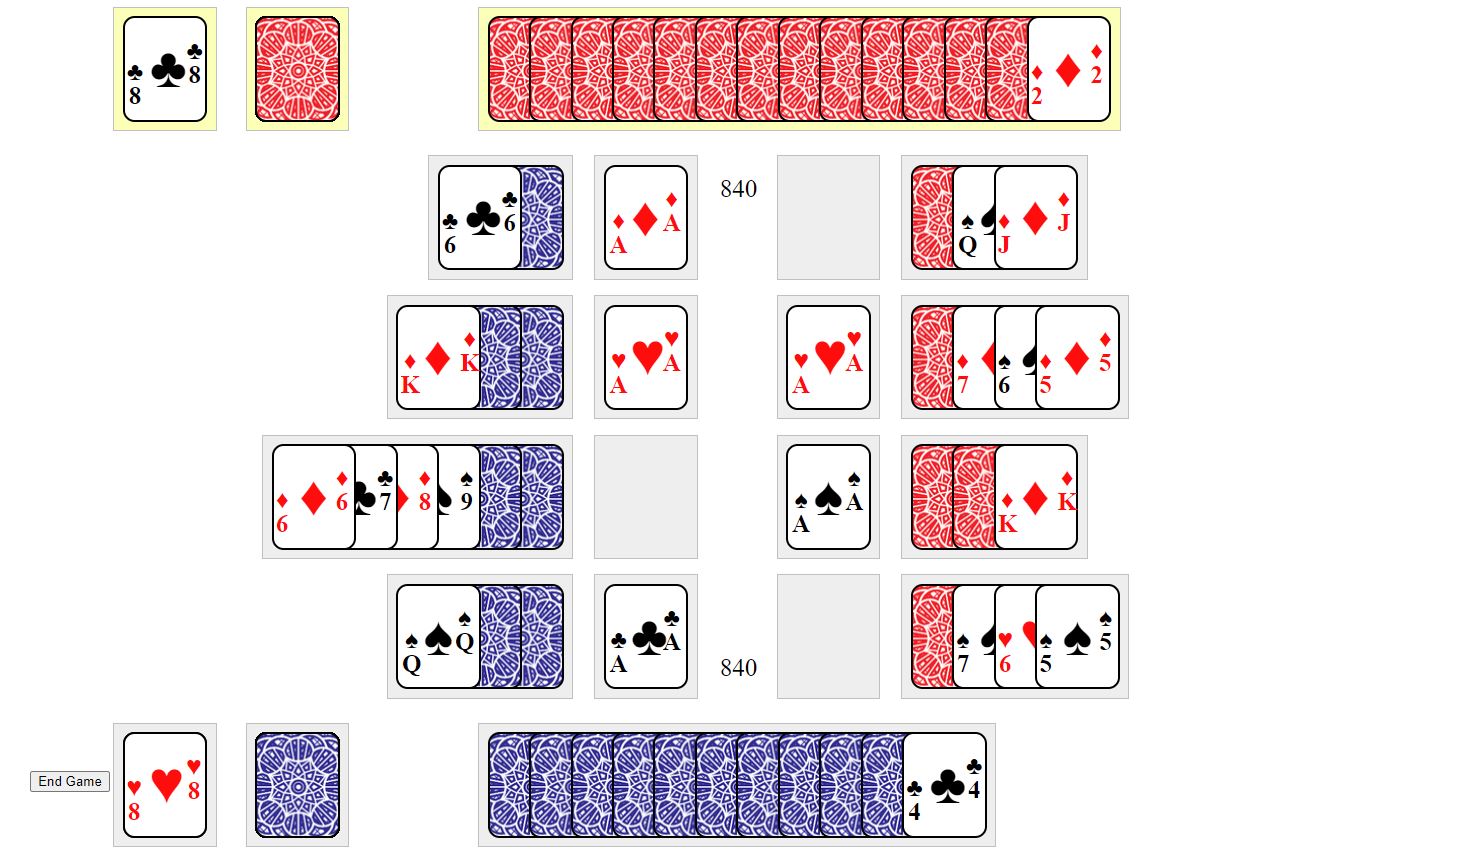 ♣8 ♣8 ♦2 ♦2
♣6 ♣6 ♦A ♦A 840 ♠Q ♦J ♦J
♦K ♦K ♥A ♥A ♥A ♥A ♦7 ♠6 ♦5 ♦5
♦6 ♦6 ♣7 ♦8 ♠9 ♠A ♠A ♦K ♦K
♠Q ♠Q ♣A ♣A 840 ♠7 ♥6 ♠5 ♠5
End Game ♥8 ♥8 ♣4 ♣4